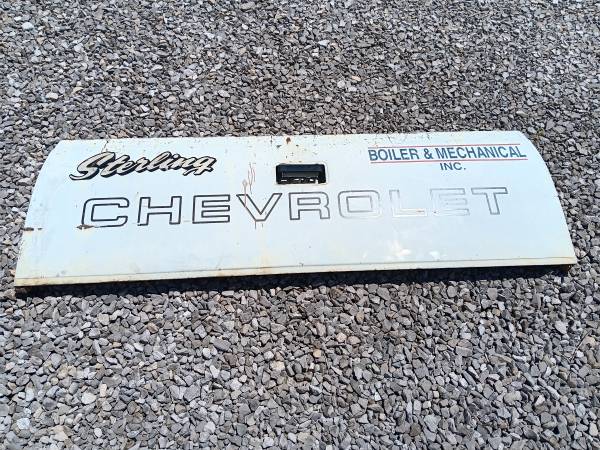 Sterling
BOILER & MECHANICAL
INC.
CHEVROLET